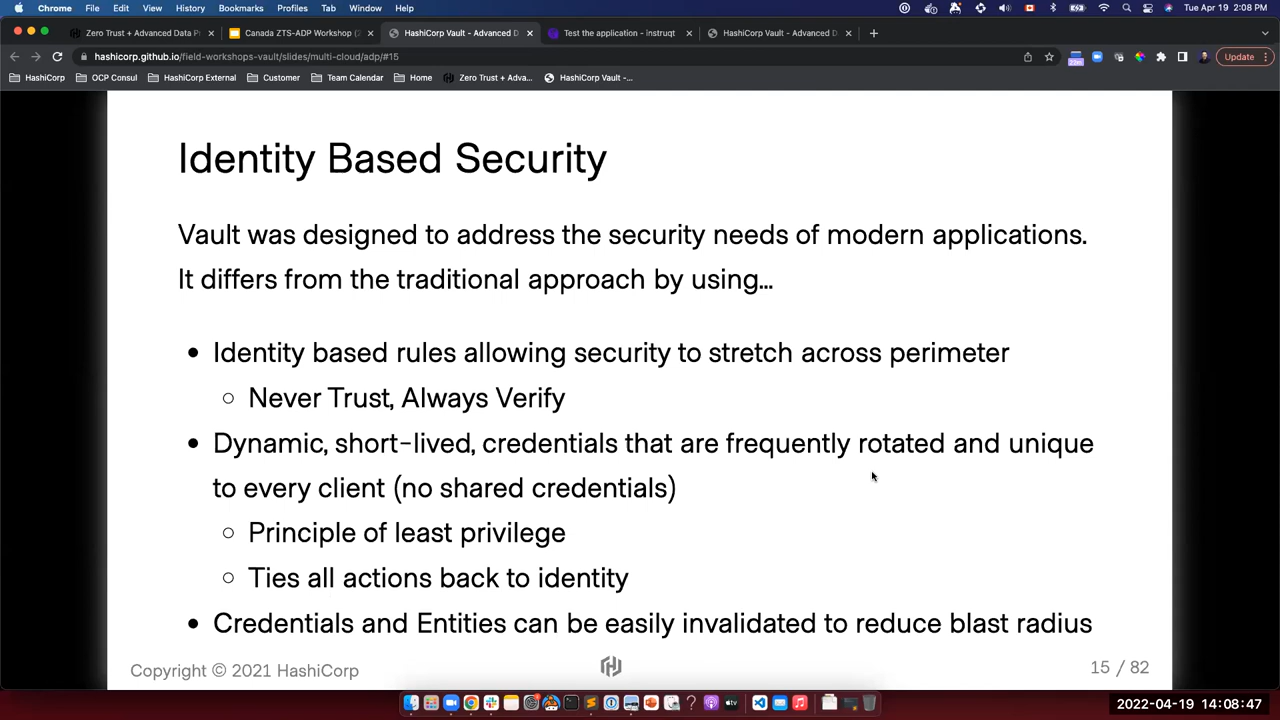 Chrome File Edit View History Bookmarks Profiles Tab Window Help Tue Apr 19 2:08 PM
Zero Trust + Advanced Data P Canada ZTS-ADP Workshop (2 HashiCorp Vault - Advanced D Test the application - instruqt HashiCorp Vault - Advanced D
hashicorp.github.io/field-workshops-vault/slides/multi-cloud/adp/#15 Update
HashiCorp OCP Consul HashiCorp External Customer Team Calendar Home Zero Trust + Adva... HashiCorp Vault -...
Identity Based Security
Vault was designed to address the security needs of modern applications.
It differs from the traditional approach by using...
• Identity based rules allowing security to stretch across perimeter
○ Never Trust, Always Verify
• Dynamic, short-lived, credentials that are frequently rotated and unique
to every client (no shared credentials)
○ Principle of least privilege
○ Ties all actions back to identity
• Credentials and Entities can be easily invalidated to reduce blast radius
Copyright © 2021 HashiCorp 15 / 82
2022-04-19 14:08:47